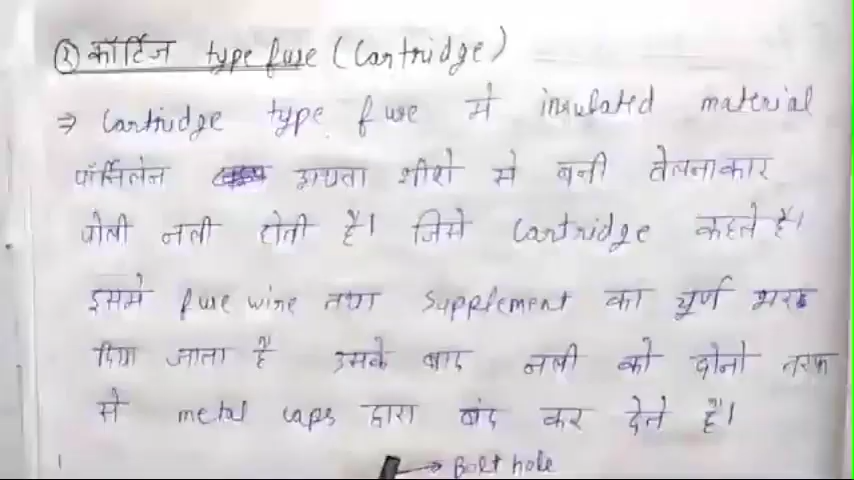 ② कॉर्टिज type fuse (Cartridge)
⇒ Cartridge type fuse मे insulated material
पॉर्सिलेन अथवा शीशे से बनी बेलनाकार
पोली नली होती है। जिसे Cartridge कहते है।
इसमे fuse wire तथा supplement का चूर्ण भर
दिया जाता है उसके बाद नली को दोनो तरफ
से metal caps द्वारा बंद कर देते है।
Bolt hole